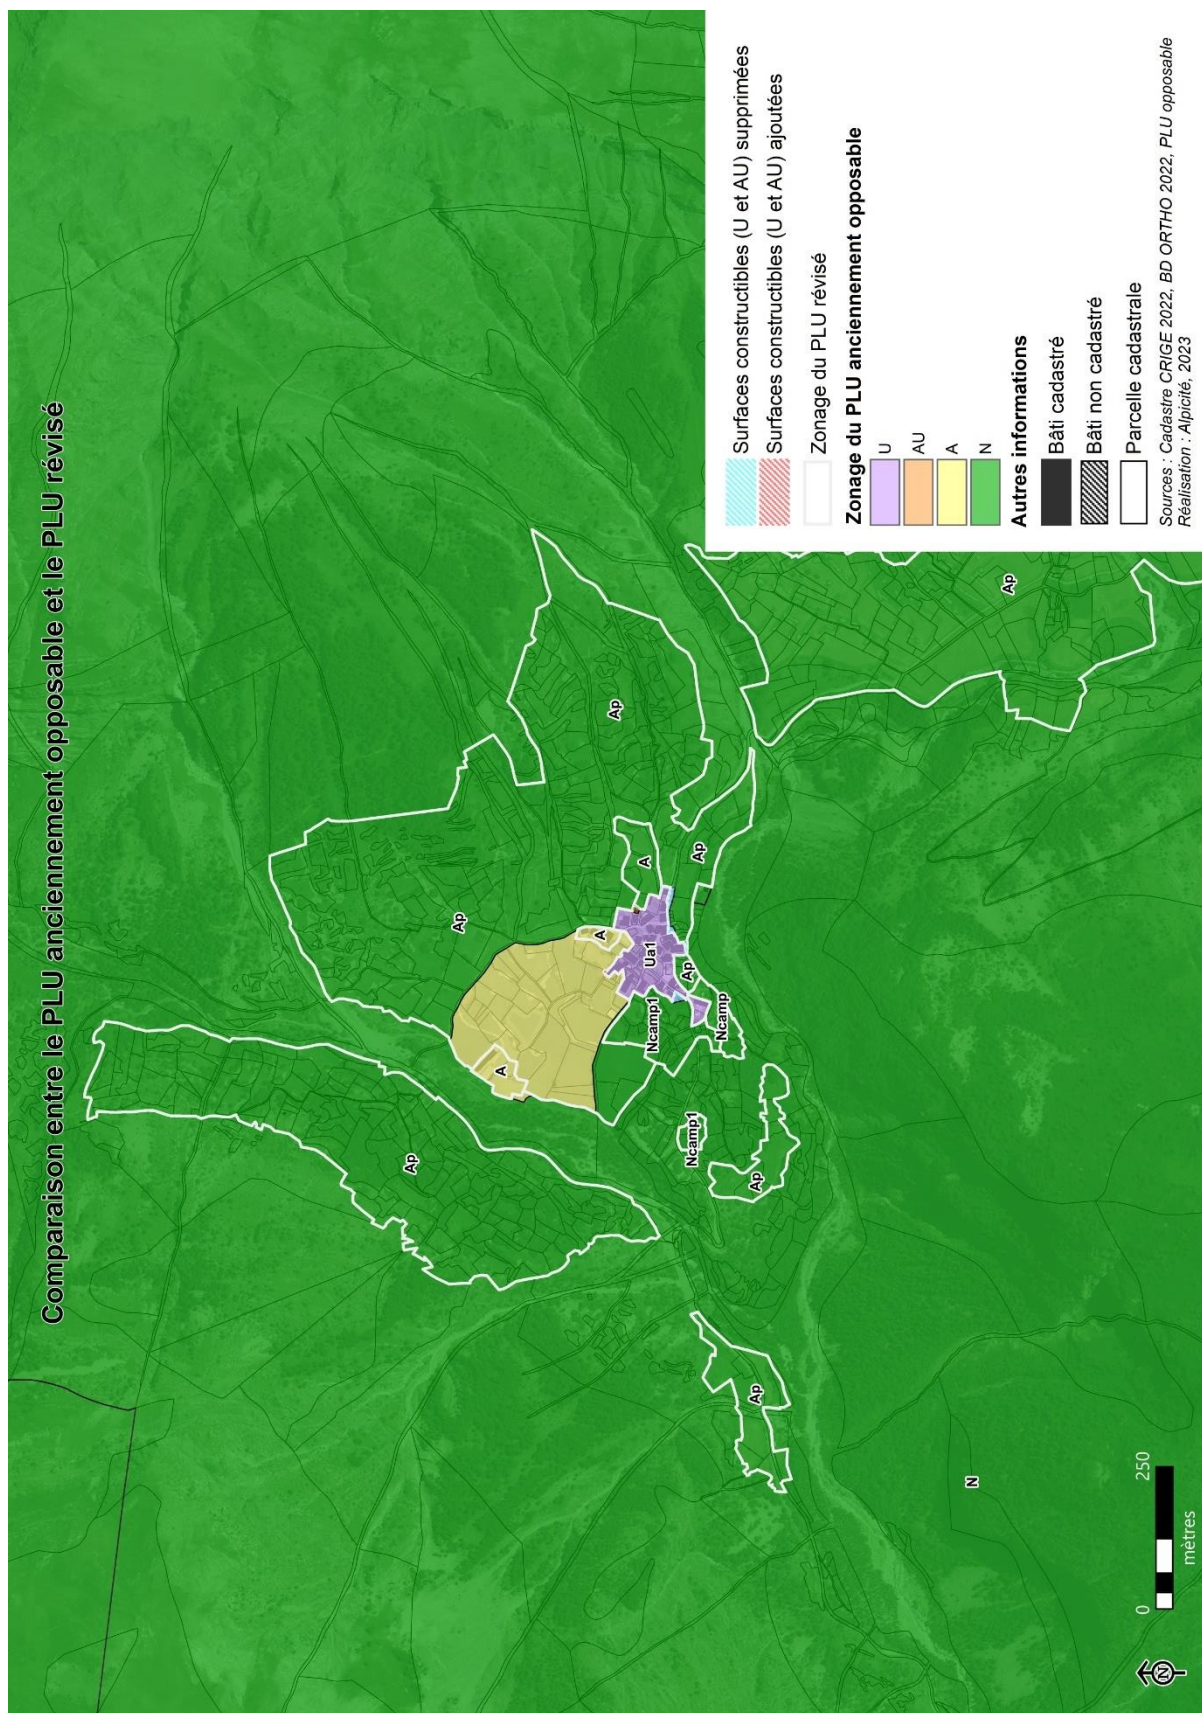 Comparaison entre le PLU anciennement opposable et le PLU révisé
Ap
Ap
Ap
A
A
A
Ua1
Ap
Ap
Ncamp1
Ncamp
Ncamp1
Ap
Ap
Ap
N
Surfaces constructibles (U et AU) supprimées
Surfaces constructibles (U et AU) ajoutées
Zonage du PLU révisé
Zonage du PLU anciennement opposable
U
AU
A
N
Autres informations
Bâti cadastré
Bâti non cadastré
Parcelle cadastrale
Sources : Cadastre CRIGE 2022, BD ORTHO 2022, PLU opposable
Réalisation : Alpicité, 2023
0 250
mètres
N